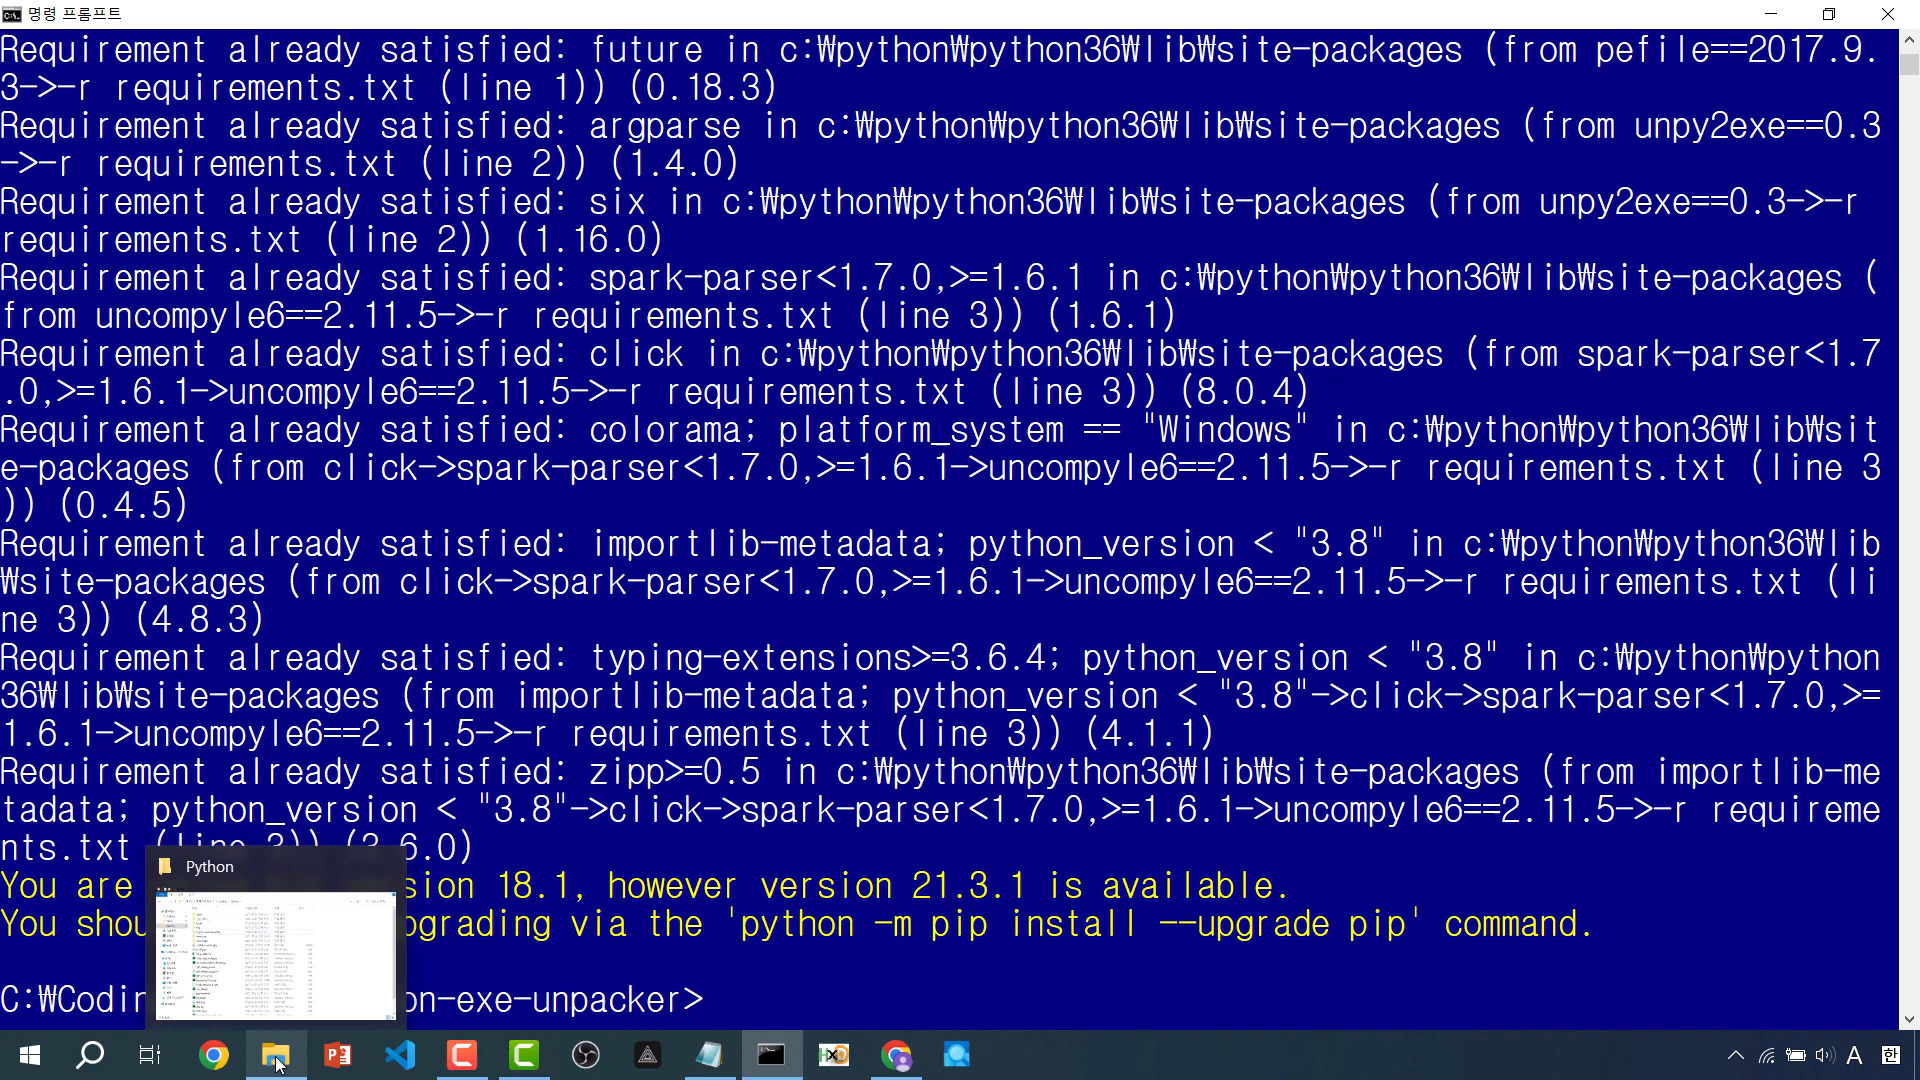 명령 프롬프트
Requirement already satisfied: future in c:₩python₩python36₩lib₩site-packages (from pefile==2017.9.
3->-r requirements.txt (line 1)) (0.18.3)
Requirement already satisfied: argparse in c:₩python₩python36₩lib₩site-packages (from unpy2exe==0.3
->-r requirements.txt (line 2)) (1.4.0)
Requirement already satisfied: six in c:₩python₩python36₩lib₩site-packages (from unpy2exe==0.3->-r
requirements.txt (line 2)) (1.16.0)
Requirement already satisfied: spark-parser<1.7.0,>=1.6.1 in c:₩python₩python36₩lib₩site-packages (
from uncompyle6==2.11.5->-r requirements.txt (line 3)) (1.6.1)
Requirement already satisfied: click in c:₩python₩python36₩lib₩site-packages (from spark-parser<1.7
.0,>=1.6.1->uncompyle6==2.11.5->-r requirements.txt (line 3)) (8.0.4)
Requirement already satisfied: colorama; platform_system == "Windows" in c:₩python₩python36₩lib₩sit
e-packages (from click->spark-parser<1.7.0,>=1.6.1->uncompyle6==2.11.5->-r requirements.txt (line 3
)) (0.4.5)
Requirement already satisfied: importlib-metadata; python_version < "3.8" in c:₩python₩python36₩lib
₩site-packages (from click->spark-parser<1.7.0,>=1.6.1->uncompyle6==2.11.5->-r requirements.txt (li
ne 3)) (4.8.3)
Requirement already satisfied: typing-extensions>=3.6.4; python_version < "3.8" in c:₩python₩python
36₩lib₩site-packages (from importlib-metadata; python_version < "3.8"->click->spark-parser<1.7.0,>=
1.6.1->uncompyle6==2.11.5->-r requirements.txt (line 3)) (4.1.1)
Requirement already satisfied: zipp>=0.5 in c:₩python₩python36₩lib₩site-packages (from importlib-me
tadata; python_version < "3.8"->click->spark-parser<1.7.0,>=1.6.1->uncompyle6==2.11.5->-r requireme
nts.txt (line 3)) (3.6.0)
Python
You are sion 18.1, however version 21.3.1 is available.
You shou pgrading via the 'python -m pip install --upgrade pip' command.
C:₩Codin on-exe-unpacker>
A 한